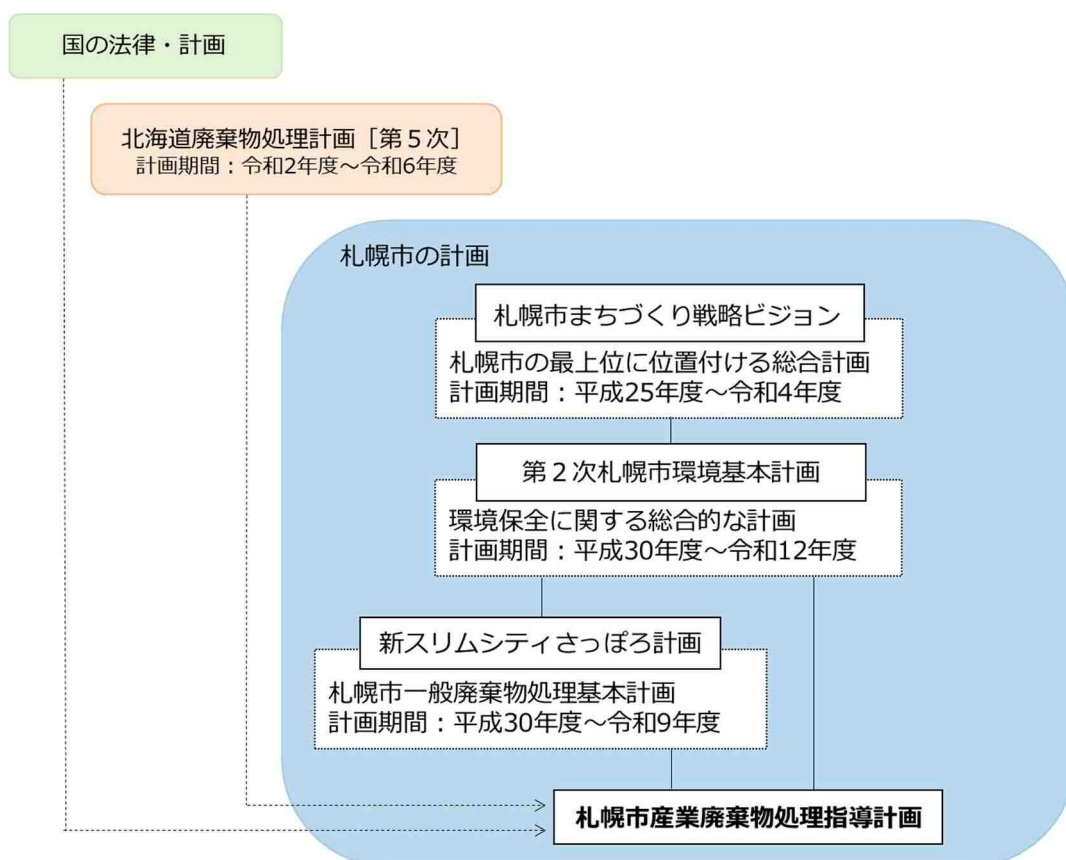 国の法律・計画
北海道廃棄物処理計画［第５次］
計画期間：令和2年度～令和6年度
札幌市の計画
札幌市まちづくり戦略ビジョン
札幌市の最上位に位置付ける総合計画
計画期間：平成25年度～令和4年度
第２次札幌市環境基本計画
環境保全に関する総合的な計画
計画期間：平成30年度～令和12年度
新スリムシティさっぽろ計画
札幌市一般廃棄物処理基本計画
計画期間：平成30年度～令和9年度
札幌市産業廃棄物処理指導計画